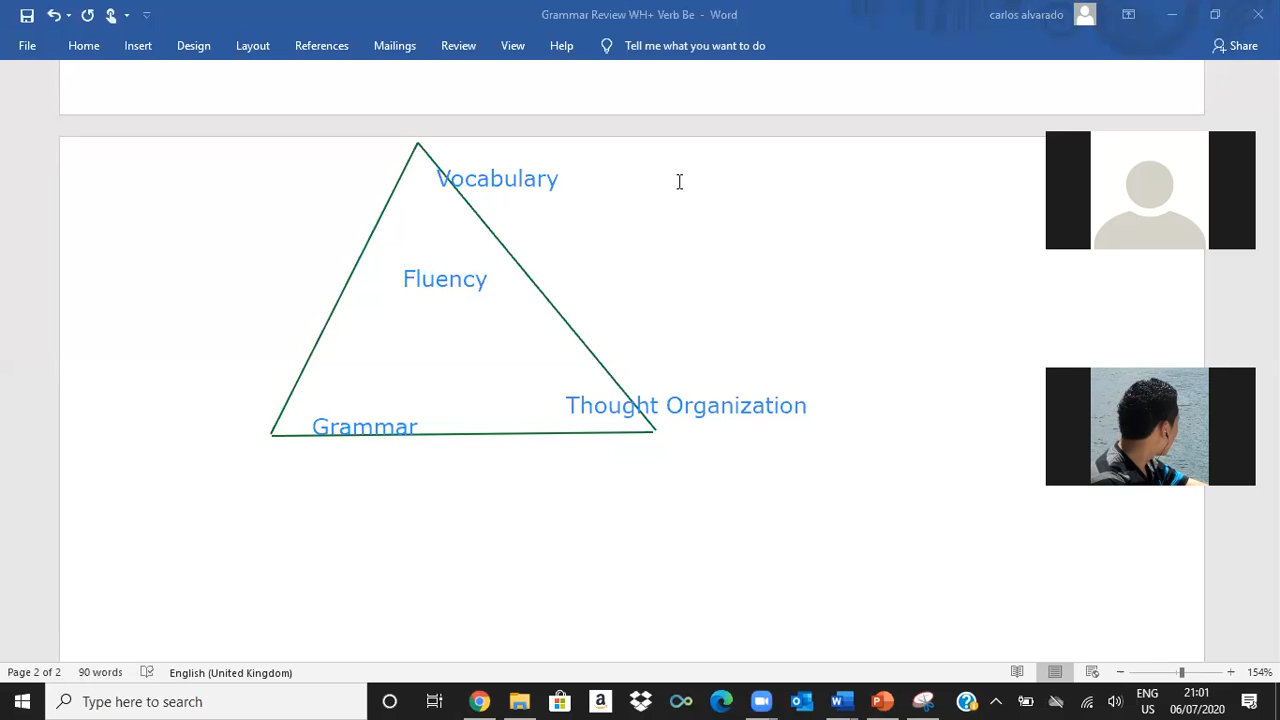 Grammar Review WH+ Verb Be - Word
carlos alvarado
File Home Insert Design Layout References Mailings Review View Help Tell me what you want to do Share
Vocabulary
Fluency
Thought Organization
Grammar
Page 2 of 2 90 words English (United Kingdom) 154%
Type here to search
ENG 21:01
US 06/07/2020